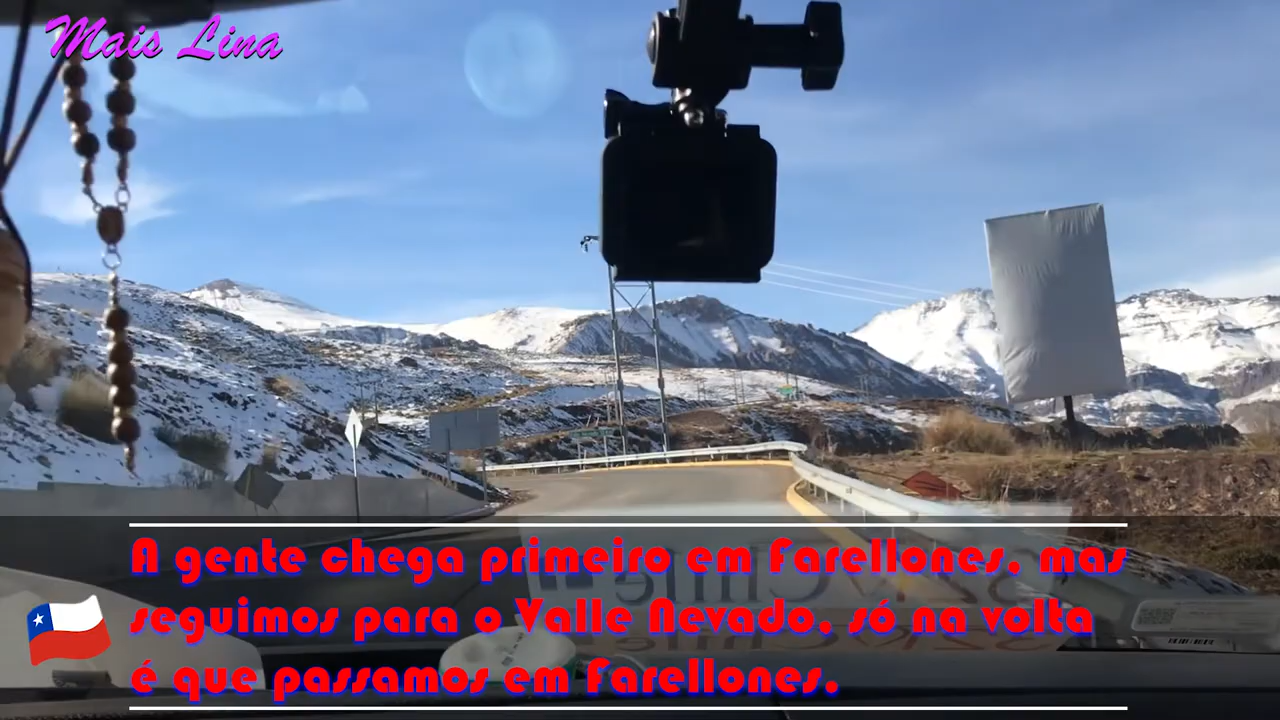 Mais Lina
A gente chega primeiro em Farellones, mas
seguimos para o Valle Nevado, só na volta
é que passamos em Farellones.